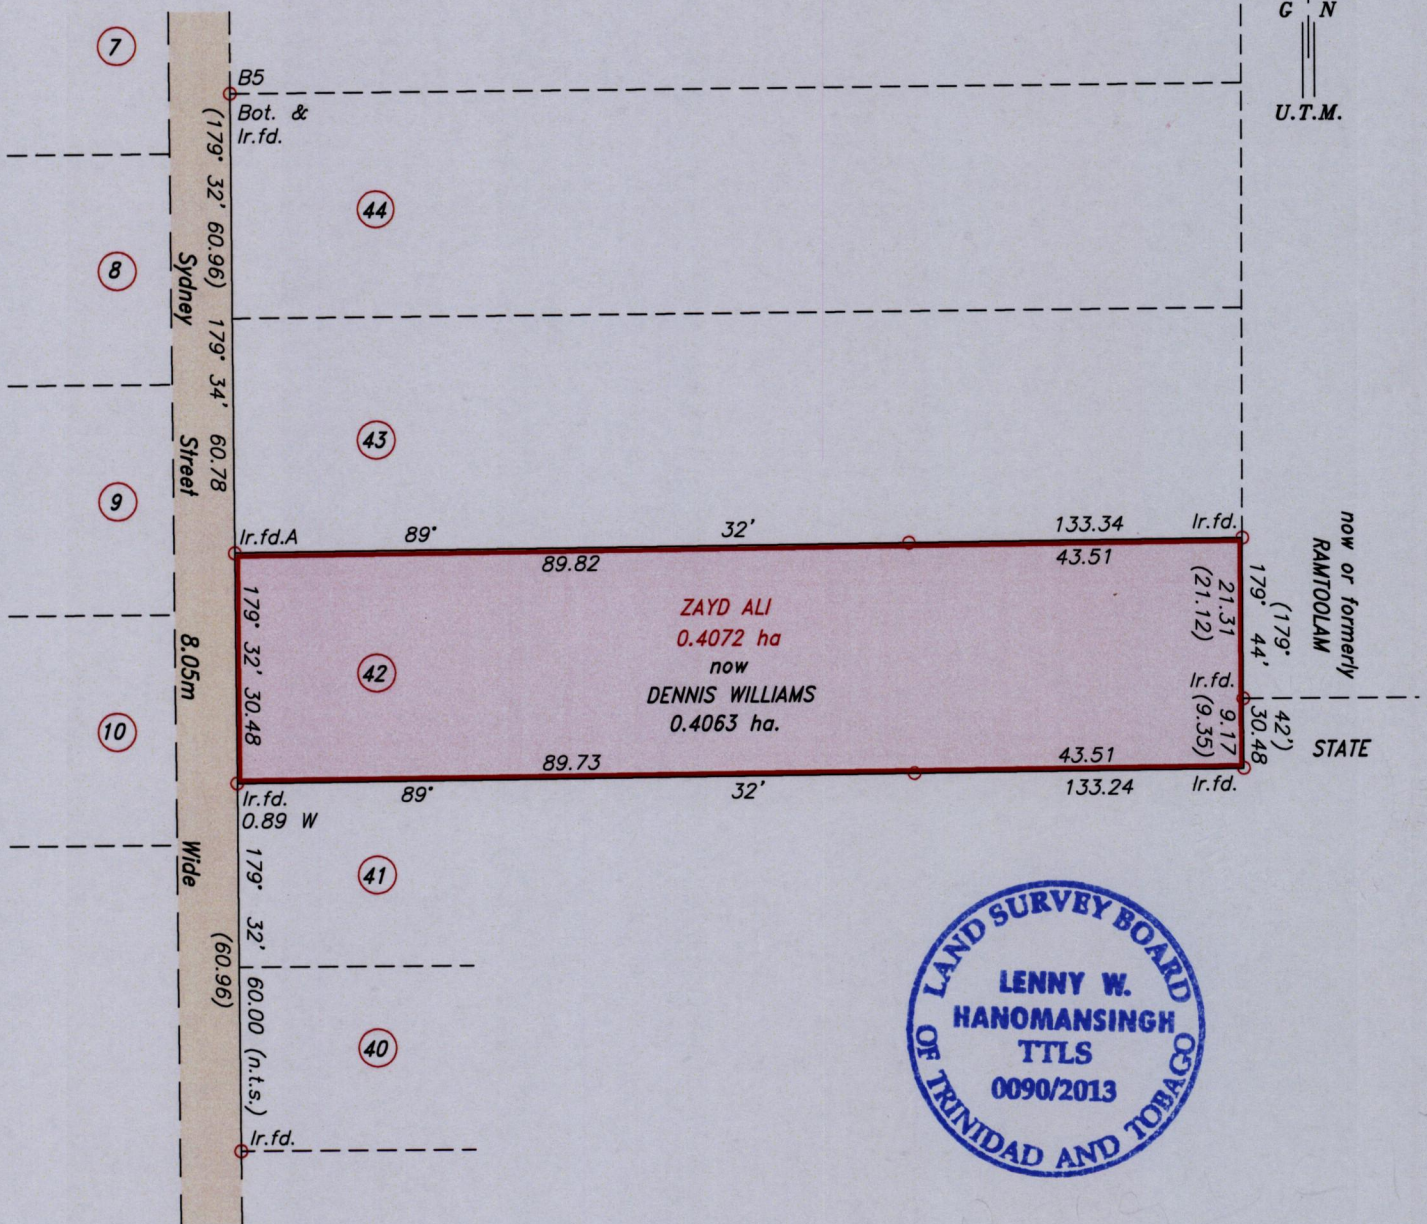 G N
U.T.M.
7
B5
Bot. &
Ir.fd.
(179° 32' 60.96)
44
8
Sydney Street 8.05m Wide
179° 34' 60.78
43
9
Ir.fd.A
89° 32' 133.34
Ir.fd.
89.82
43.51
now or formerly
RAMTOOLAM
179° 32' 30.48
ZAYD ALI
0.4072 ha
now
DENNIS WILLIAMS
0.4063 ha.
42
21.31
(21.12)
179° 44' 30.48
(179° 42')
Ir.fd.
9.17
(9.35)
STATE
10
89.73
43.51
89° 32' 133.24
Ir.fd.
Ir.fd.
0.89 W
41
179° 32' 60.00 (n.t.s.)
(60.96)
40
Ir.fd.
LAND SURVEY BOARD
LENNY W.
HANOMANSINGH
TTLS
0090/2013
OF TRINIDAD AND TOBAGO